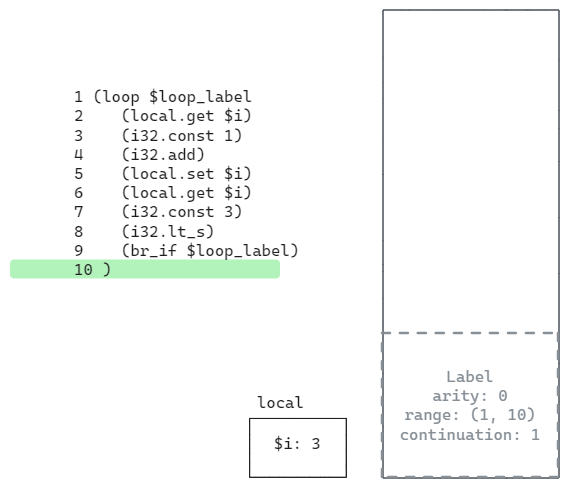 1 (loop $loop_label
2    (local.get $i)
3    (i32.const 1)
4    (i32.add)
5    (local.set $i)
6    (local.get $i)
7    (i32.const 3)
8    (i32.lt_s)
9    (br_if $loop_label)
10 )
local
$i: 3
Label
arity: 0
range: (1, 10)
continuation: 1